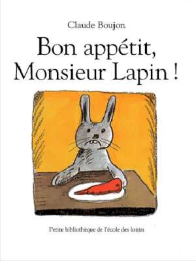 Claude Boujon
Bon appétit,
Monsieur Lapin !
Petite bibliothèque de l'école des loisirs